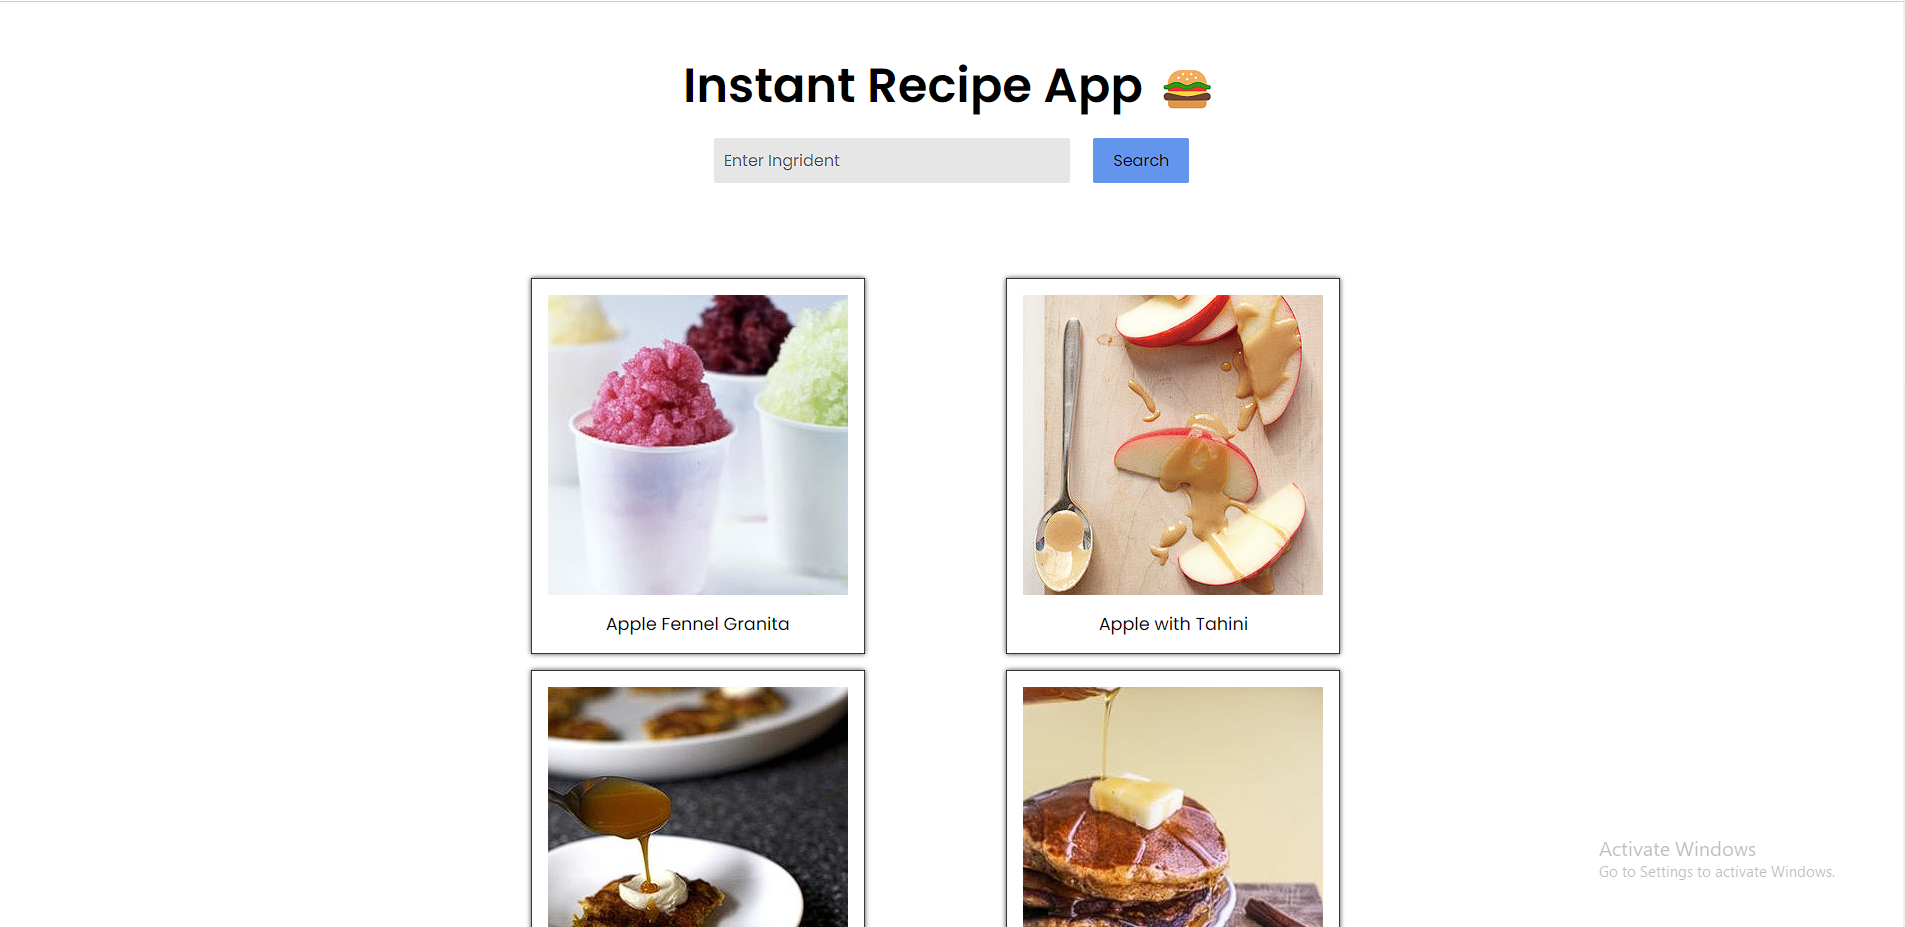 Instant Recipe App 🍔
Enter Ingrident
Search
Apple Fennel Granita
Apple with Tahini
Activate Windows
Go to Settings to activate Windows.